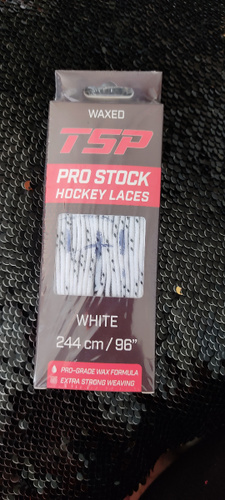 WAXED
TSP
PRO STOCK
HOCKEY LACES
WHITE
244 cm / 96"
PRO-GRADE WAX FORMULA
EXTRA STRONG WEAVING